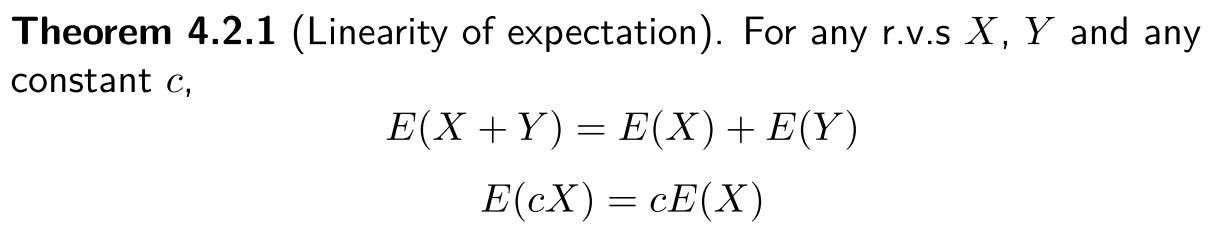 Theorem 4.2.1 (Linearity of expectation). For any r.v.s X, Y and any
constant c,
E(X + Y) = E(X) + E(Y)
E(cX) = cE(X)